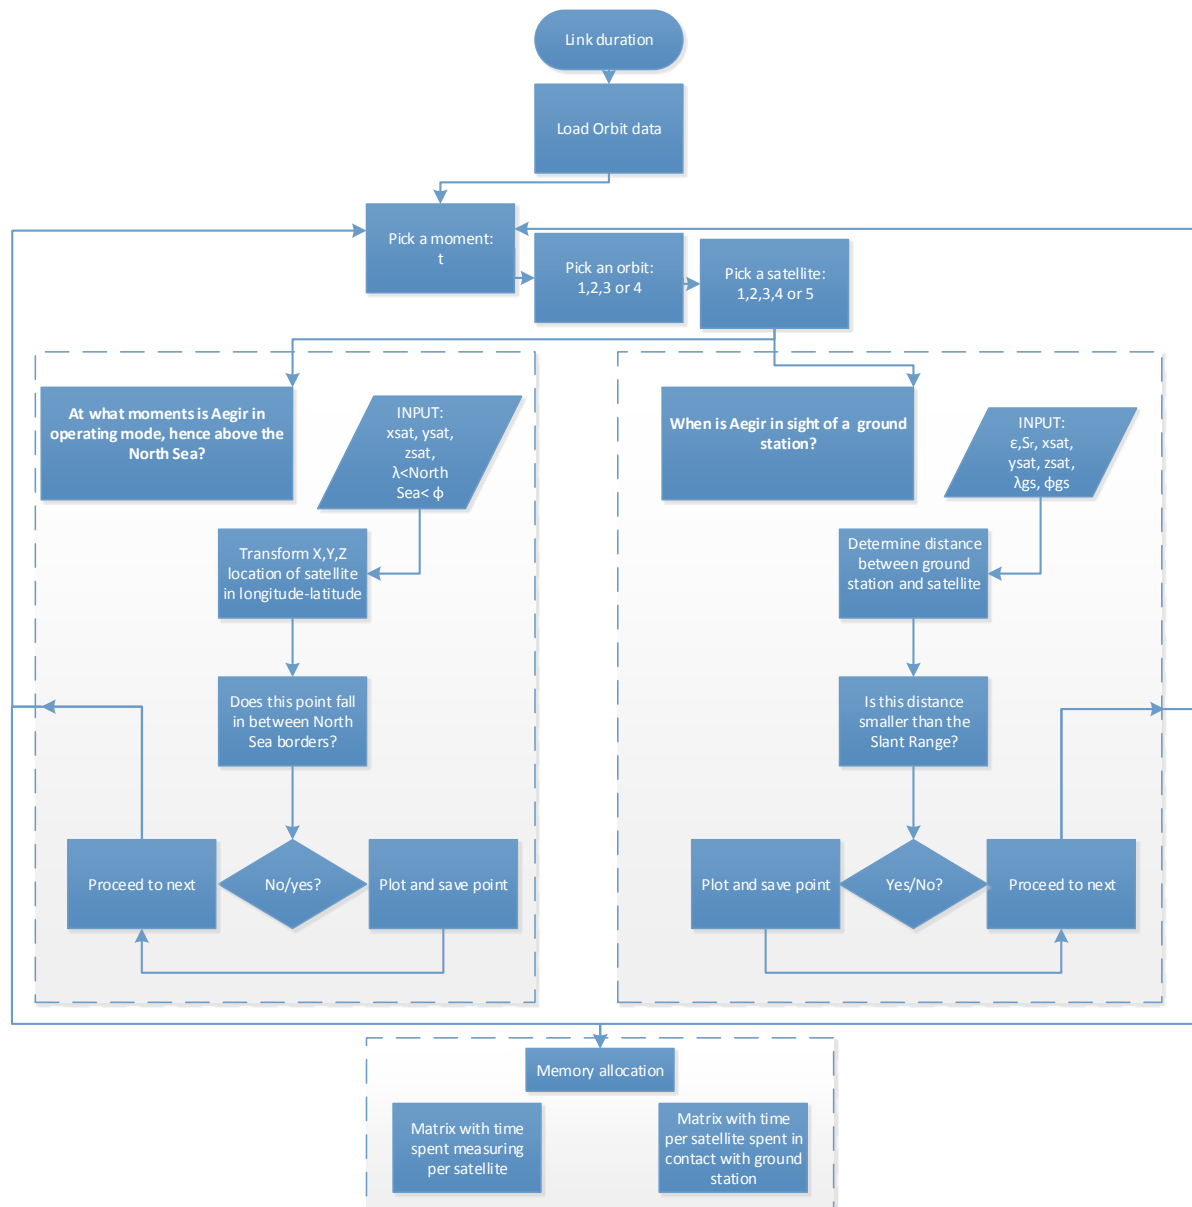 Link duration
Load Orbit data
Pick a moment:
t
Pick an orbit:
1,2,3 or 4
Pick a satellite:
1,2,3,4 or 5
At what moments is Aegir in
operating mode, hence above the
North Sea?
INPUT:
xsat, ysat,
zsat,
λ<North
Sea< ϕ
Transform X,Y,Z
location of satellite
in longitude-latitude
Does this point fall
in between North
Sea borders?
Proceed to next
No/yes?
Plot and save point
When is Aegir in sight of a ground
station?
INPUT:
ε,Sr, xsat,
ysat, zsat,
λgs, ϕgs
Determine distance
between ground
station and satellite
Is this distance
smaller than the
Slant Range?
Plot and save point
Yes/No?
Proceed to next
Memory allocation
Matrix with time
spent measuring
per satellite
Matrix with time
per satellite spent in
contact with ground
station